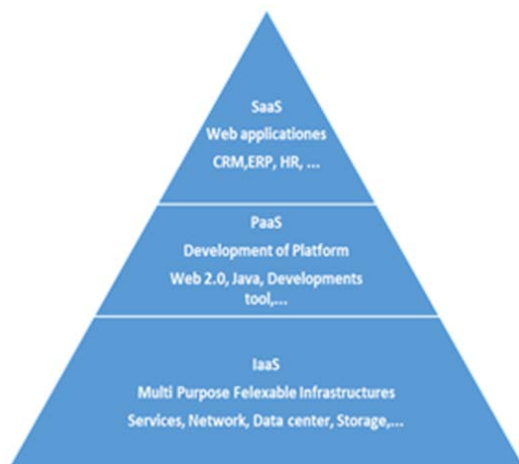 SaaS
Web applicationes
CRM,ERP, HR, ...
PaaS
Development of Platform
Web 2.0, Java, Developments
tool,...
IaaS
Multi Purpose Felexable Infrastructures
Services, Network, Data center, Storage,...